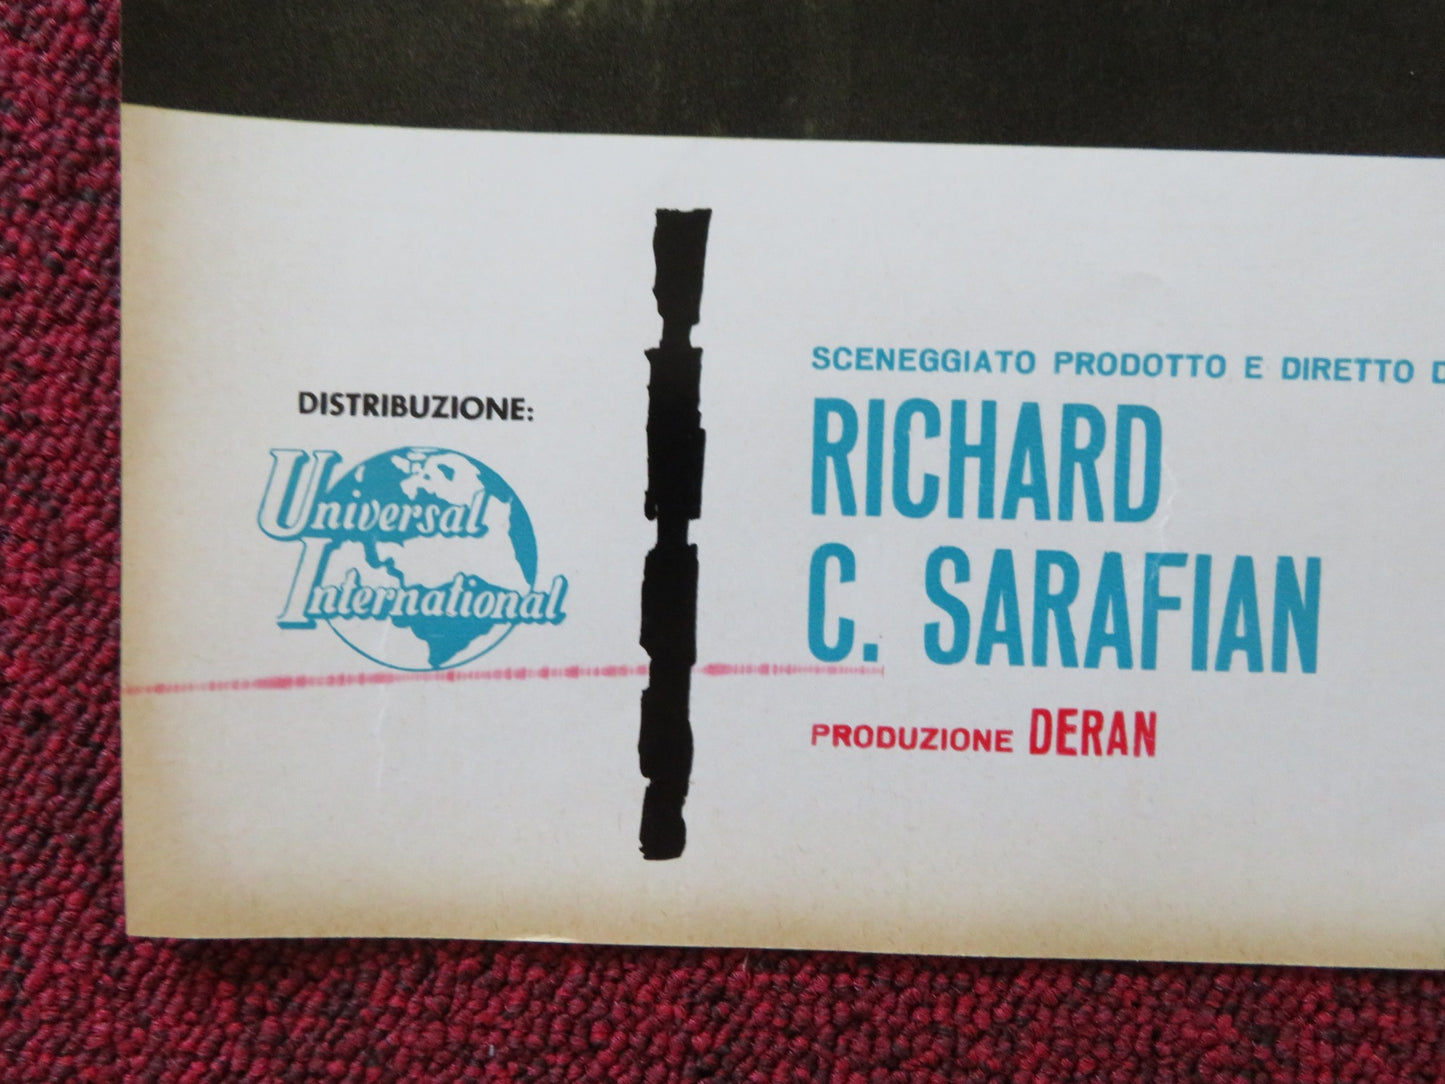 DISTRIBUZIONE:
Universal
International
SCENEGGIATO PRODOTTO E DIRETTO
RICHARD
C. SARAFIAN
PRODUZIONE DERAN